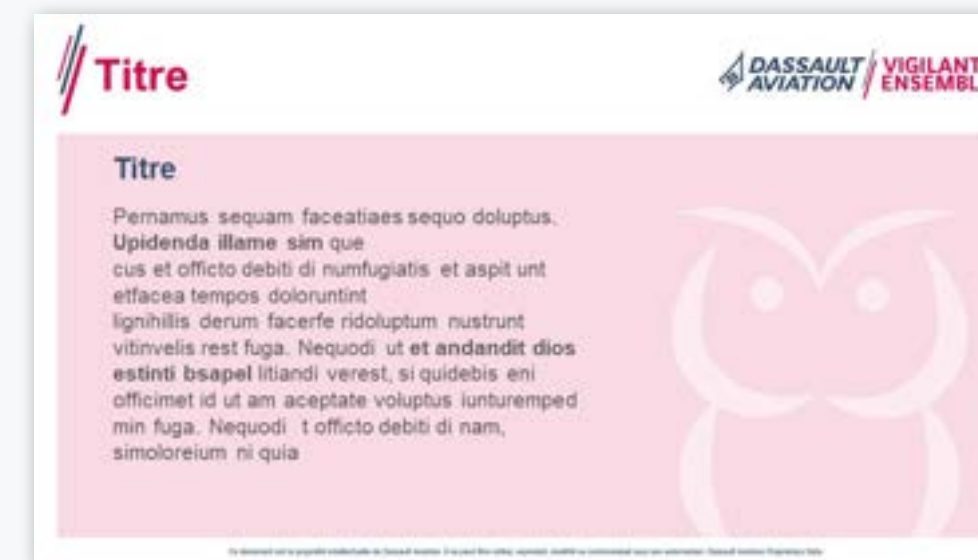 Titre
DASSAULT AVIATION
VIGILANT
ENSEMBL
Titre
Pernamus sequam faceatiaes sequo doluptus.
Upidenda illame sim que
cus et officto debiti di numfugiatis et aspit unt
etfacea tempos doloruntint
lignihillis derum facerfe ridoluptum nustrunt
vitinvelis rest fuga. Nequodi ut et andandit dios
estinti bsapel litiandi verest, si quidebis eni
officimet id ut am aceptate voluptus iunturemped
min fuga. Nequodi t officto debiti di nam,
simoloreium ni quia